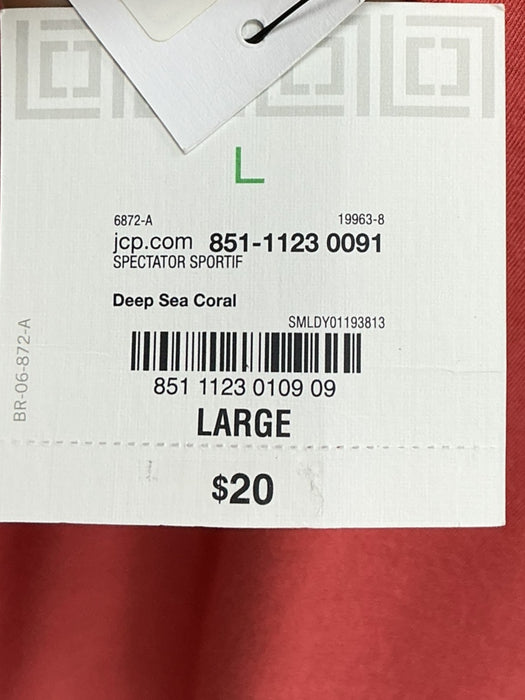 L
6872-A 19963-8
jcp.com 851-1123 0091
SPECTATOR SPORTIF
Deep Sea Coral
SMLDY01193813
851 1123 0109 09
LARGE
$20
BR-06-872-A